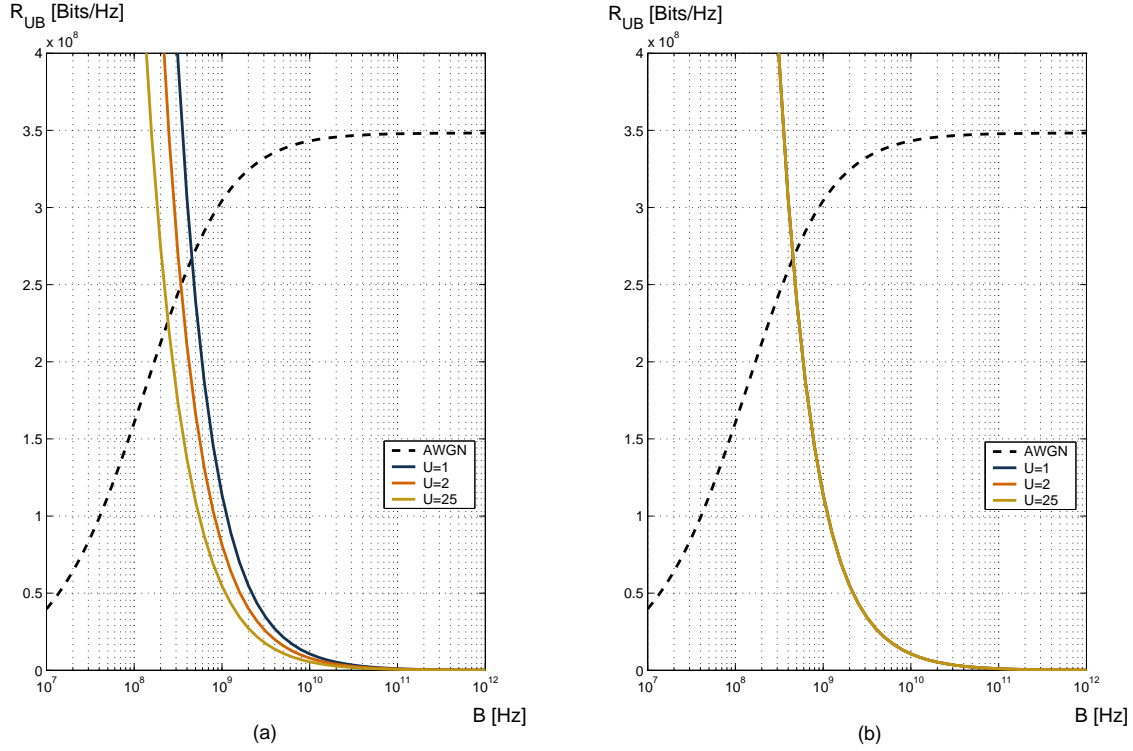 R_UB [Bits/Hz]
x 10^8
4
3.5
3
2.5
2
1.5
1
0.5
0
10^7
10^8
10^9
10^10
10^11
10^12
AWGN
U=1
U=2
U=25
B [Hz]
(a)
R_UB [Bits/Hz]
x 10^8
4
3.5
3
2.5
2
1.5
1
0.5
0
10^7
10^8
10^9
10^10
10^11
10^12
AWGN
U=1
U=2
U=25
B [Hz]
(b)